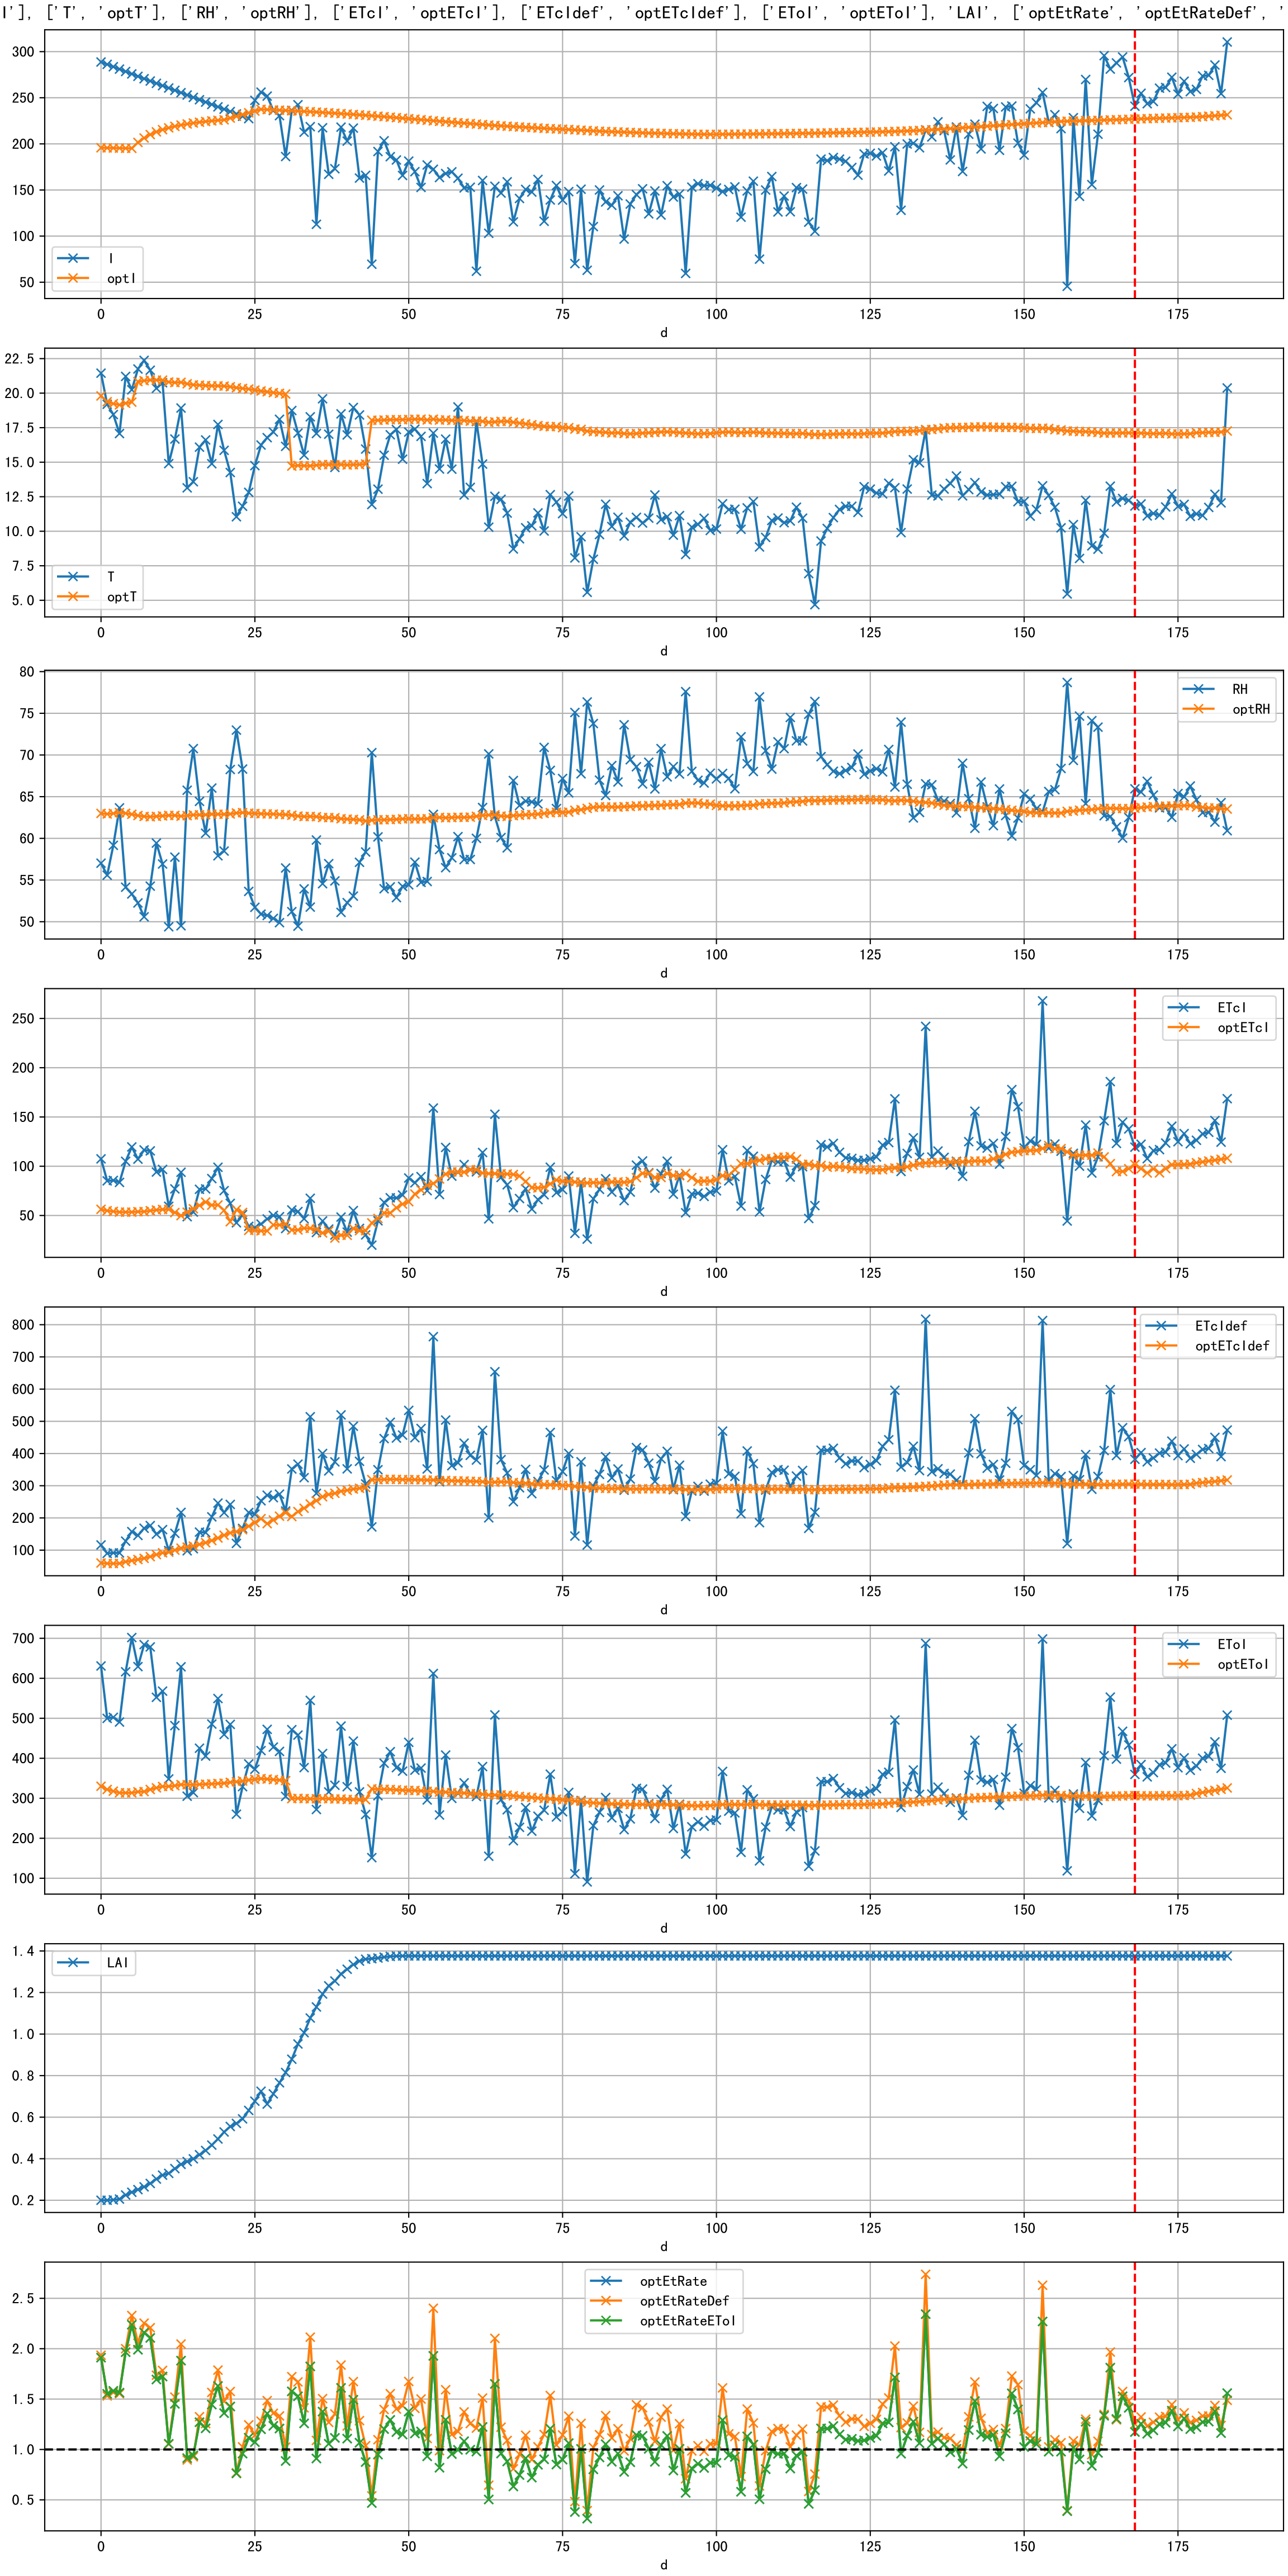 I'], ['T', 'optT'], ['RH', 'optRH'], ['ETcI', 'optETcI'], ['ETcIdef', 'optETcIdef'], ['EToI', 'optEToI'], 'LAI', ['optEtRate', 'optEtRateDef', '
300
250
200
150
100
50
I
optI
0 25 50 75 100 125 150 175
d
22.5
20.0
17.5
15.0
12.5
10.0
7.5
5.0
T
optT
0 25 50 75 100 125 150 175
d
80
75
70
65
60
55
50
RH
optRH
0 25 50 75 100 125 150 175
d
250
200
150
100
50
ETcI
optETcI
0 25 50 75 100 125 150 175
d
800
700
600
500
400
300
200
100
ETcIdef
optETcIdef
0 25 50 75 100 125 150 175
d
700
600
500
400
300
200
100
EToI
optEToI
0 25 50 75 100 125 150 175
d
1.4
1.2
1.0
0.8
0.6
0.4
0.2
LAI
0 25 50 75 100 125 150 175
d
2.5
2.0
1.5
1.0
0.5
optEtRate
optEtRateDef
optEtRateEToI
0 25 50 75 100 125 150 175
d